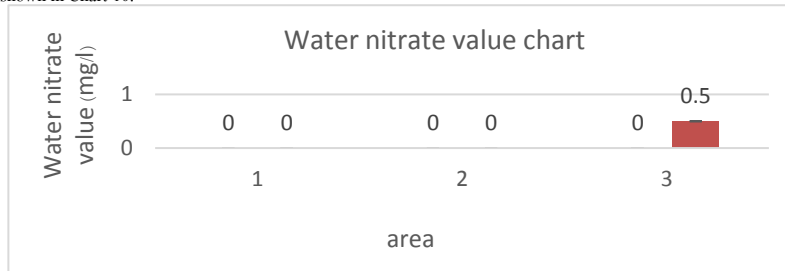 shown in Chart 10.
Water nitrate value chart
Water nitrate
value (mg/l)
1
0
0 0 0 0 0 0.5
1 2 3
area